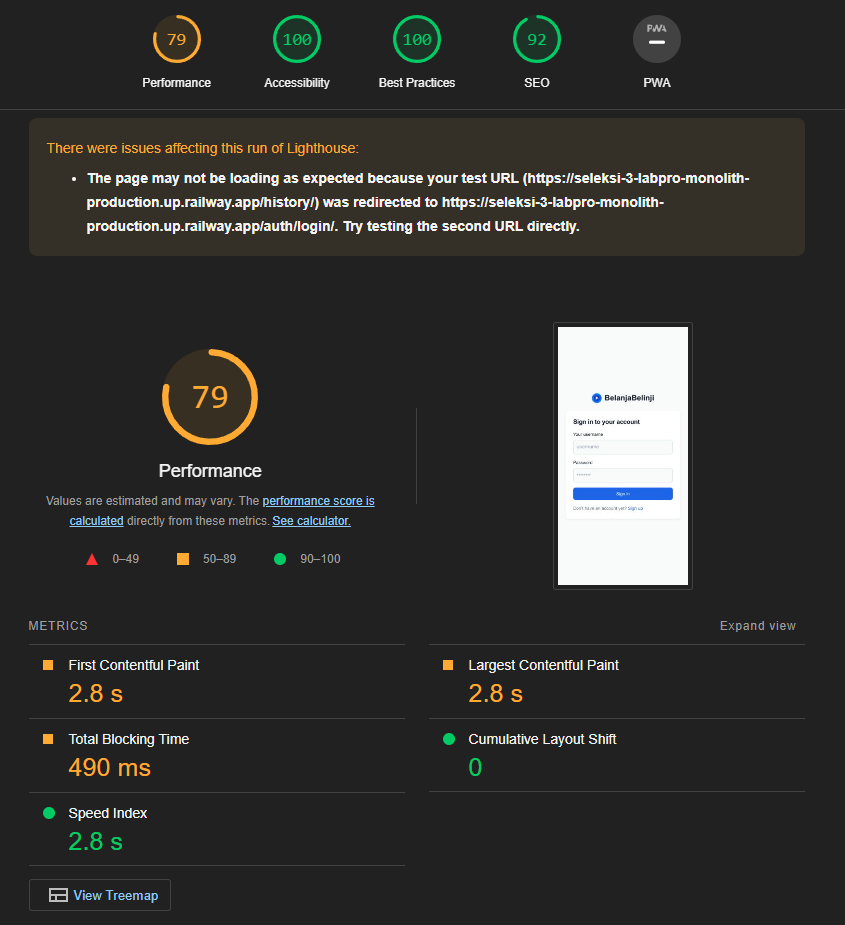 79
100
100
92
PWA
Performance
Accessibility
Best Practices
SEO
PWA
There were issues affecting this run of Lighthouse:
• The page may not be loading as expected because your test URL (https://seleksi-3-labpro-monolith-
production.up.railway.app/history/) was redirected to https://seleksi-3-labpro-monolith-
production.up.railway.app/auth/login/. Try testing the second URL directly.
79
Performance
Values are estimated and may vary. The performance score is
calculated directly from these metrics. See calculator.
0–49
50–89
90–100
BelanjaBelinji
Sign in to your account
Your username
username
Password
Sign in
Don't have an account yet? Sign up
METRICS
Expand view
First Contentful Paint
2.8 s
Largest Contentful Paint
2.8 s
Total Blocking Time
490 ms
Cumulative Layout Shift
0
Speed Index
2.8 s
View Treemap